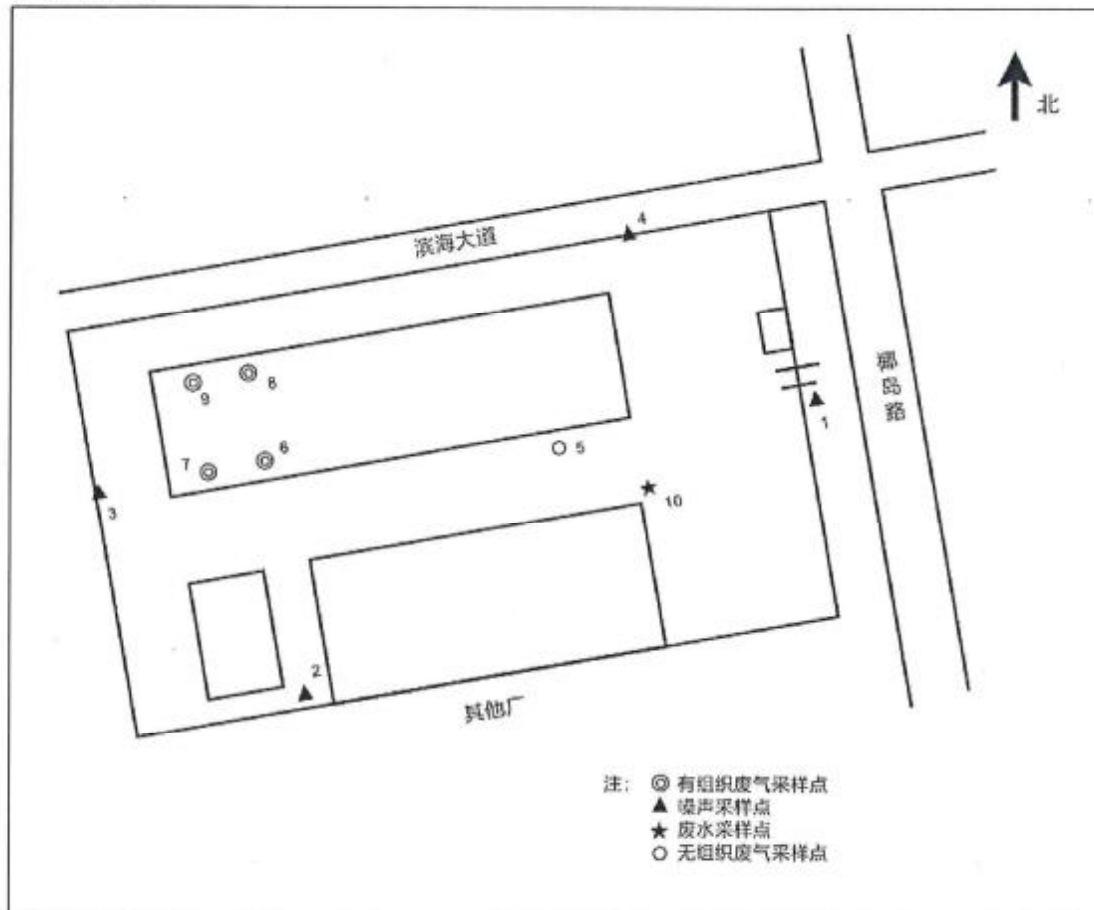 北
4
滨海大道
9
8
椰岛路
1
7
6
5
3
10
2
其他厂
注： ◎ 有组织废气采样点
▲ 噪声采样点
★ 废水采样点
○ 无组织废气采样点